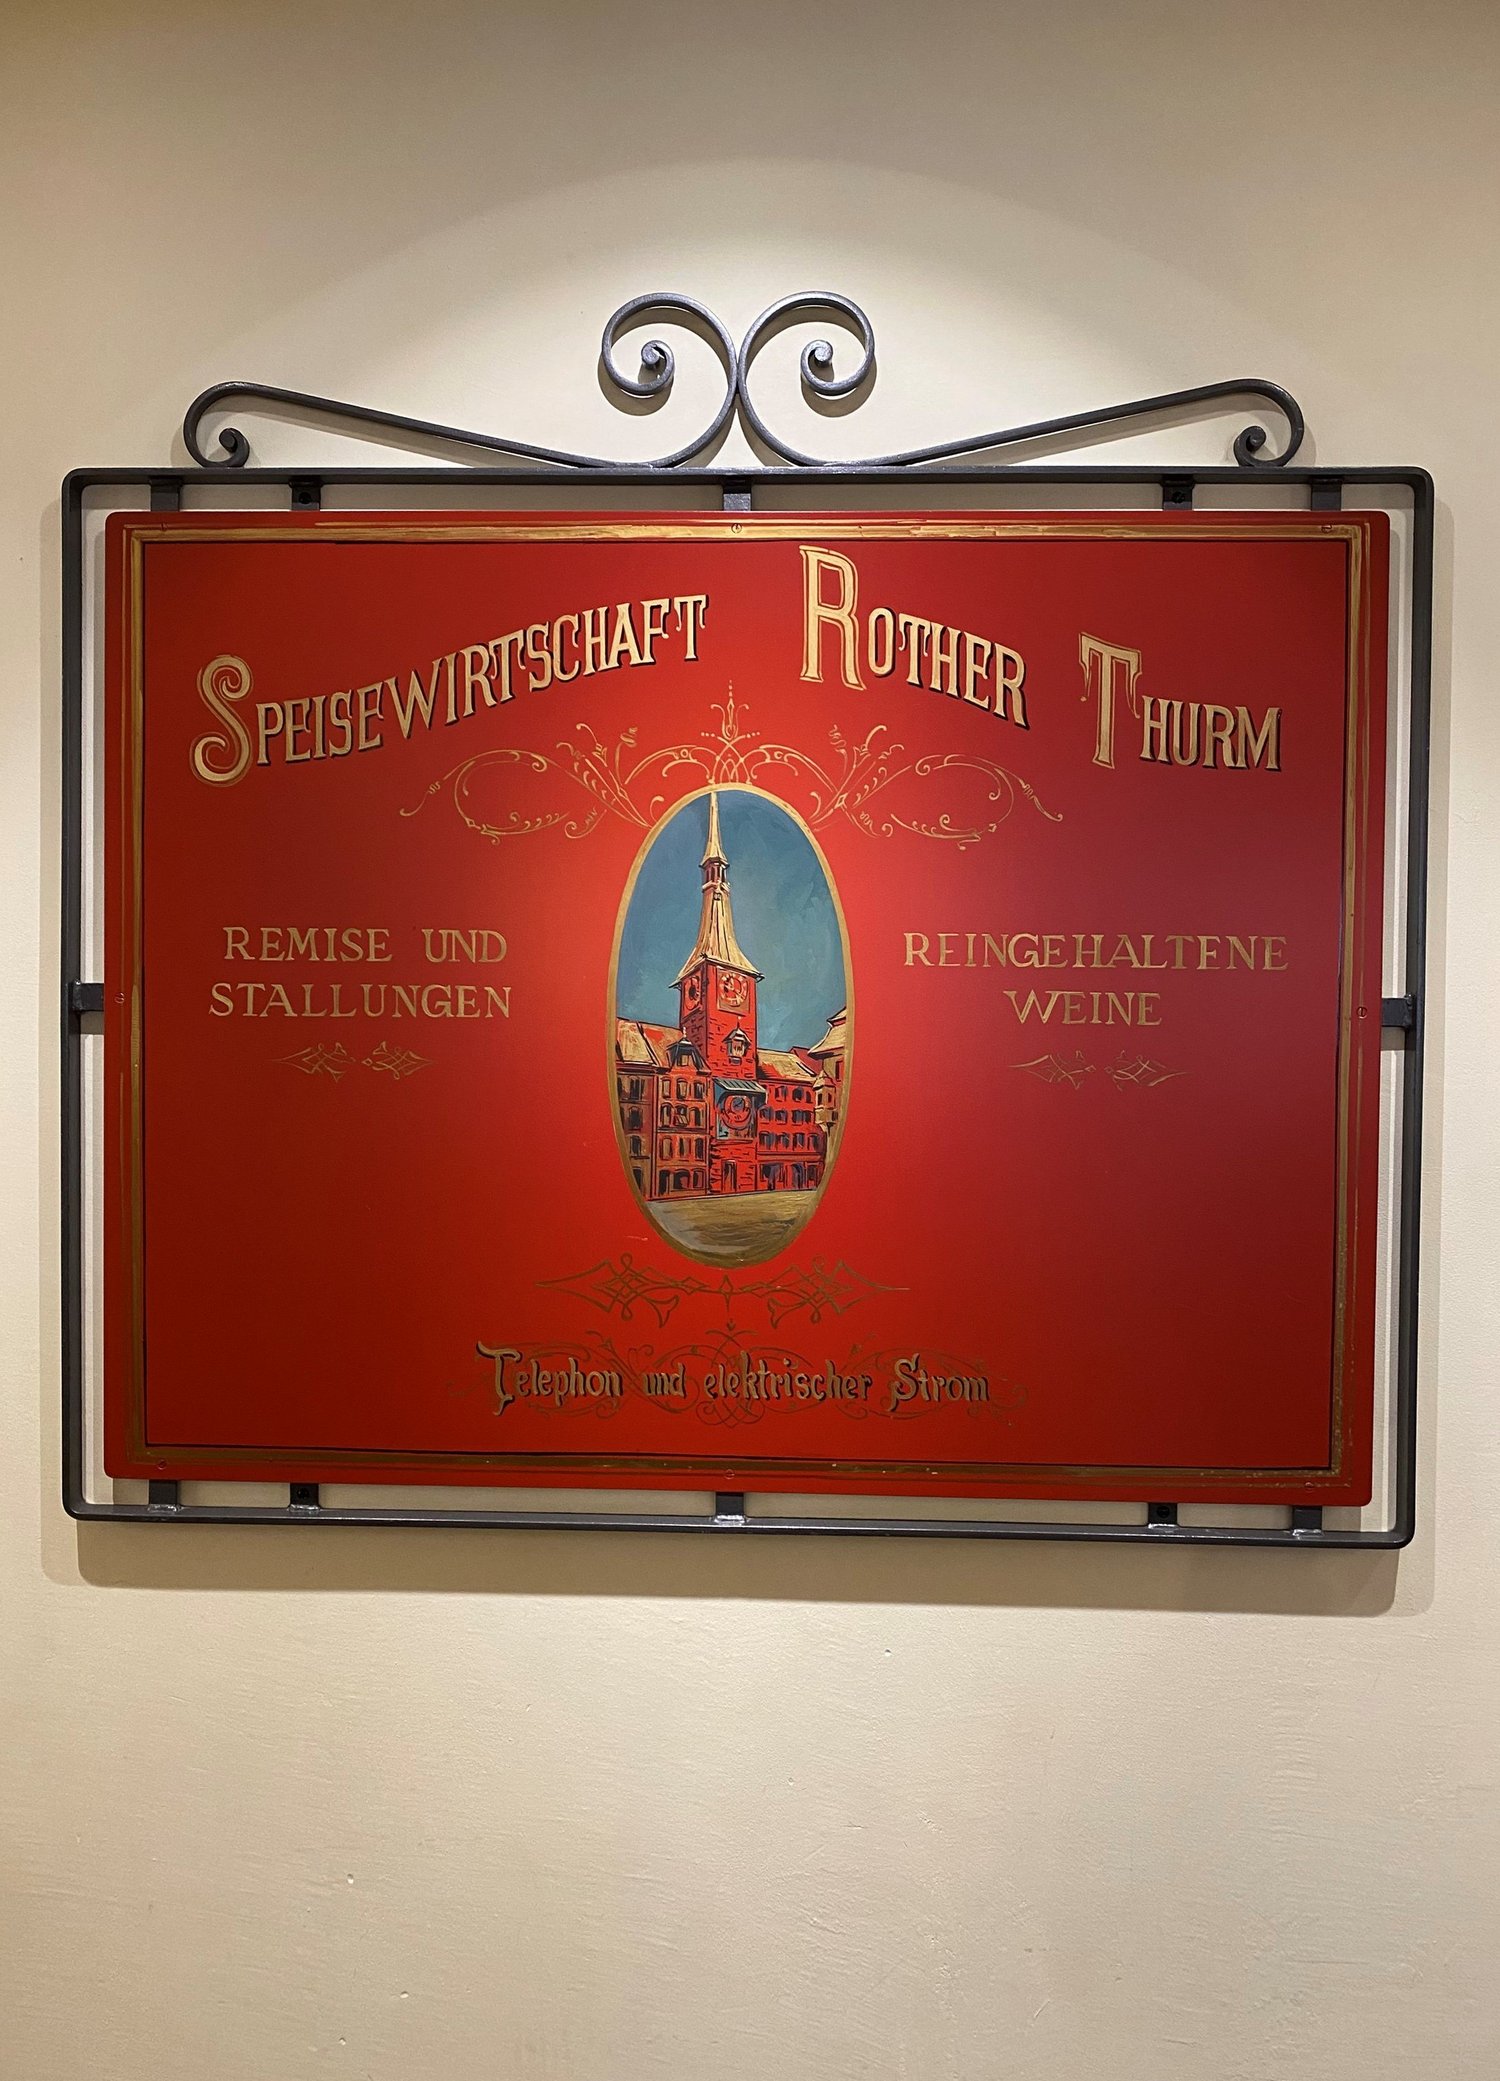 SPEISEWIRTSCHAFT ROTHER THURM
REMISE UND
STALLUNGEN
REINGEHALTENE
WEINE
Telephon und elektrischer Strom